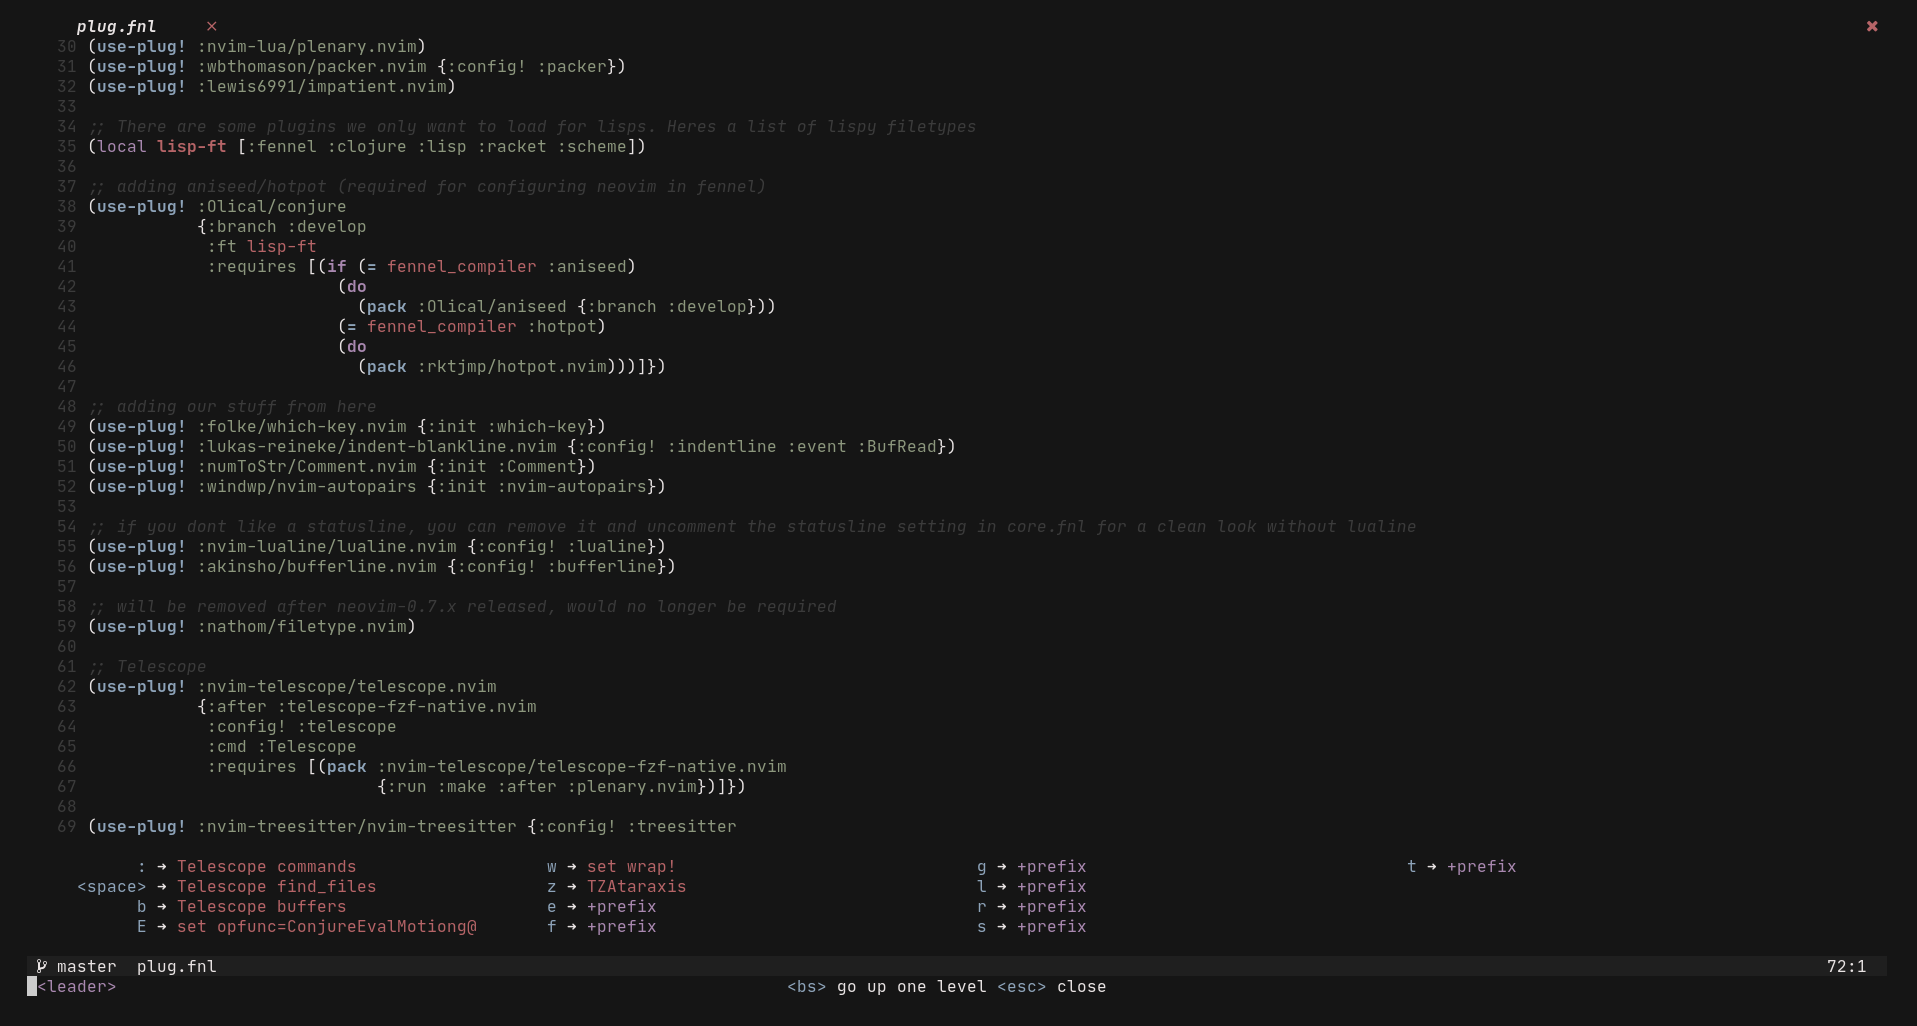 plug.fnl × ✖
30 (use-plug! :nvim-lua/plenary.nvim)
31 (use-plug! :wbthomason/packer.nvim {:config! :packer})
32 (use-plug! :lewis6991/impatient.nvim)
33
34 ;; There are some plugins we only want to load for lisps. Heres a list of lispy filetypes
35 (local lisp-ft [:fennel :clojure :lisp :racket :scheme])
36
37 ;; adding aniseed/hotpot (required for configuring neovim in fennel)
38 (use-plug! :Olical/conjure
39            {:branch :develop
40             :ft lisp-ft
41             :requires [(if (= fennel_compiler :aniseed)
42                          (do
43                            (pack :Olical/aniseed {:branch :develop}))
44                          (= fennel_compiler :hotpot)
45                          (do
46                            (pack :rktjmp/hotpot.nvim)))]})
47
48 ;; adding our stuff from here
49 (use-plug! :folke/which-key.nvim {:init :which-key})
50 (use-plug! :lukas-reineke/indent-blankline.nvim {:config! :indentline :event :BufRead})
51 (use-plug! :numToStr/Comment.nvim {:init :Comment})
52 (use-plug! :windwp/nvim-autopairs {:init :nvim-autopairs})
53
54 ;; if you dont like a statusline, you can remove it and uncomment the statusline setting in core.fnl for a clean look without lualine
55 (use-plug! :nvim-lualine/lualine.nvim {:config! :lualine})
56 (use-plug! :akinsho/bufferline.nvim {:config! :bufferline})
57
58 ;; will be removed after neovim-0.7.x released, would no longer be required
59 (use-plug! :nathom/filetype.nvim)
60
61 ;; Telescope
62 (use-plug! :nvim-telescope/telescope.nvim
63            {:after :telescope-fzf-native.nvim
64             :config! :telescope
65             :cmd :Telescope
66             :requires [(pack :nvim-telescope/telescope-fzf-native.nvim
67                              {:run :make :after :plenary.nvim})]})
68
69 (use-plug! :nvim-treesitter/nvim-treesitter {:config! :treesitter
: ➜ Telescope commands w ➜ set wrap! g ➜ +prefix t ➜ +prefix
<space> ➜ Telescope find_files z ➜ TZAtaraxis l ➜ +prefix
b ➜ Telescope buffers e ➜ +prefix r ➜ +prefix
E ➜ set opfunc=ConjureEvalMotiong@ f ➜ +prefix s ➜ +prefix
master plug.fnl 72:1
<leader> <bs> go up one level <esc> close